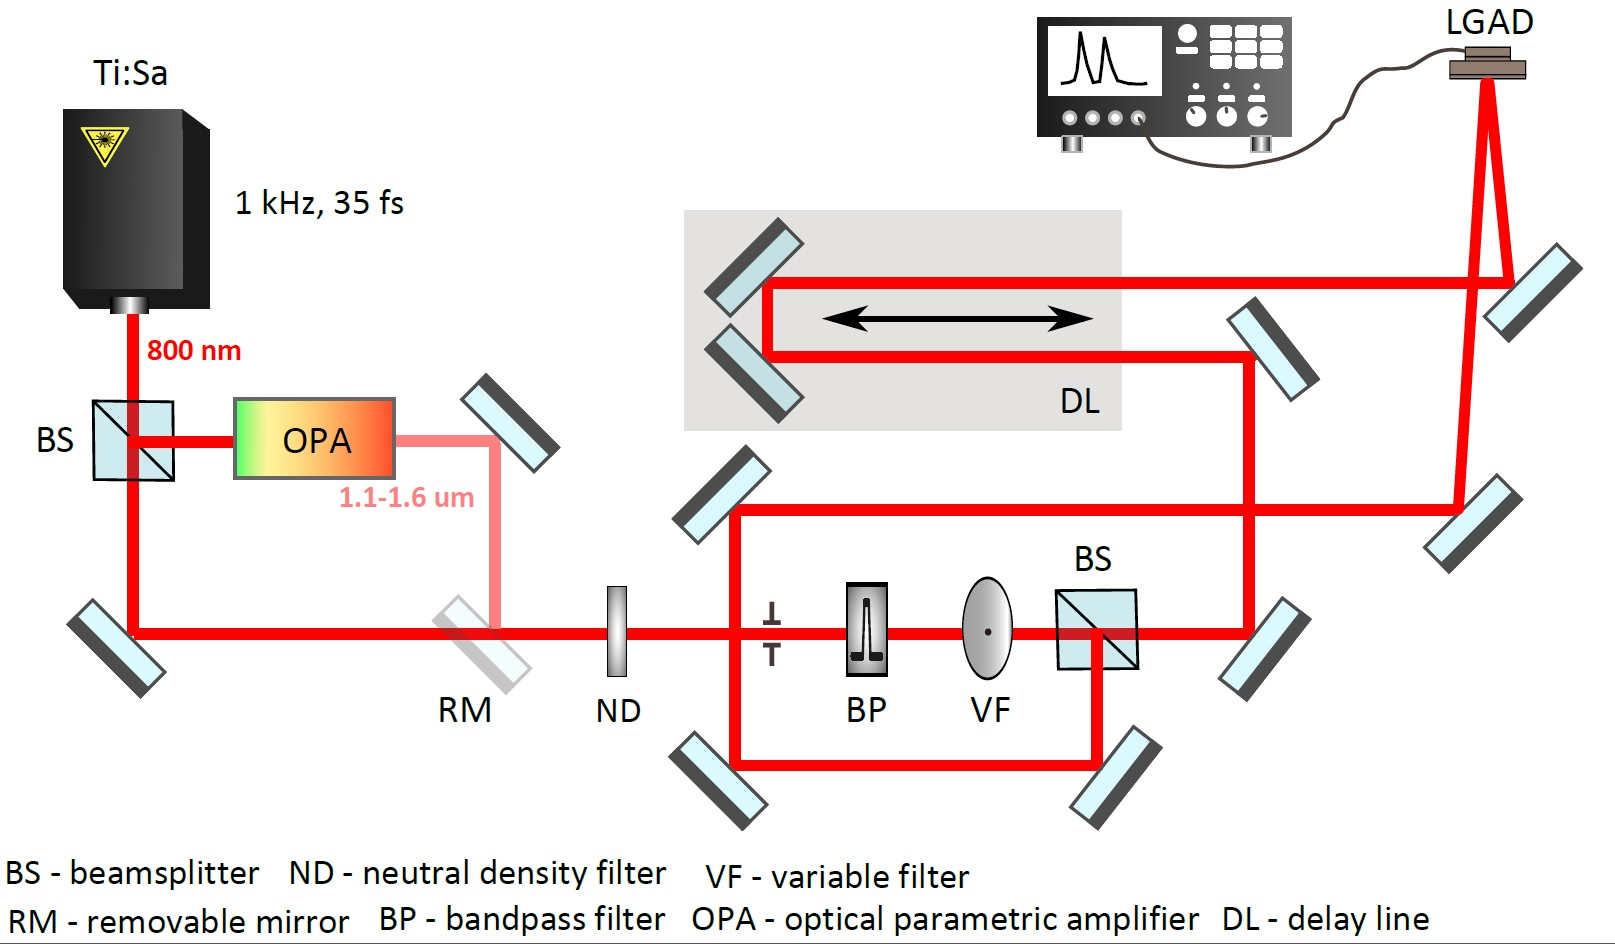 LGAD
Ti:Sa
1 kHz, 35 fs
800 nm
DL
BS
OPA
1.1-1.6 um
BS
RM
ND
BP
VF
BS - beamsplitter ND - neutral density filter VF - variable filter
RM - removable mirror BP - bandpass filter OPA - optical parametric amplifier DL - delay line